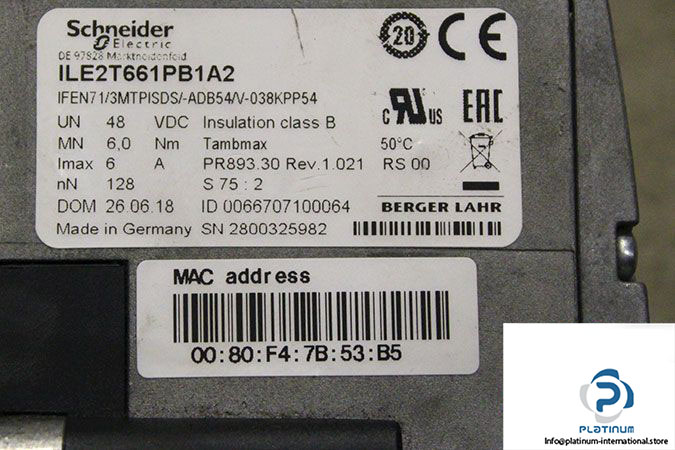 Schneider
Electric
DE 97828 Marktheidenfeld
ILE2T661PB1A2
IFEN71/3MTPISDS/-ADB54/V-038KPP54
UN 48 VDC Insulation class B
MN 6,0 Nm Tambmax 50°C
Imax 6 A PR893.30 Rev.1.021 RS 00
nN 128 S 75 : 2
DOM 26.06.18 ID 0066707100064
Made in Germany SN 2800325982
20
CE
C UR US
EAC
BERGER LAHR
MAC address
00:80:F4:7B:53:B5
PLATINUM
Info@platinum-international.store